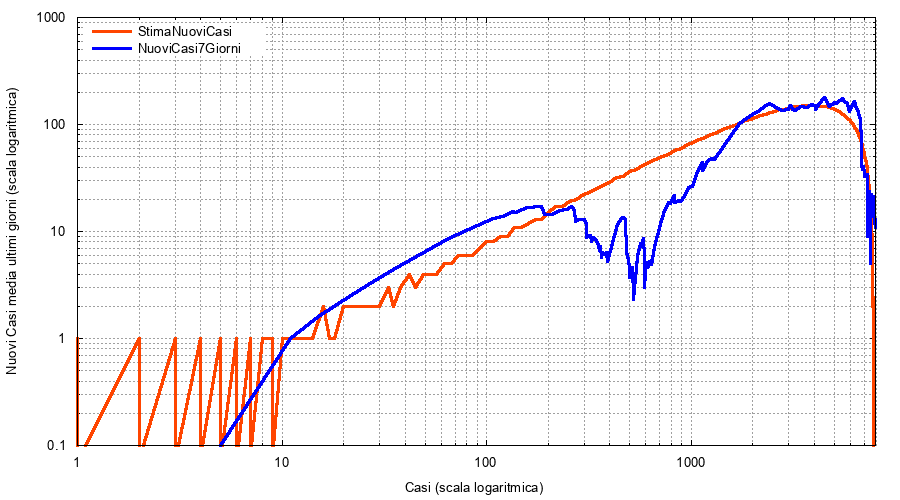 1000
StimaNuoviCasi
NuoviCasi7Giorni
100
10
1
0.1
1
10
100
1000
Nuovi Casi media ultimi giorni (scala logaritmica)
Casi (scala logaritmica)